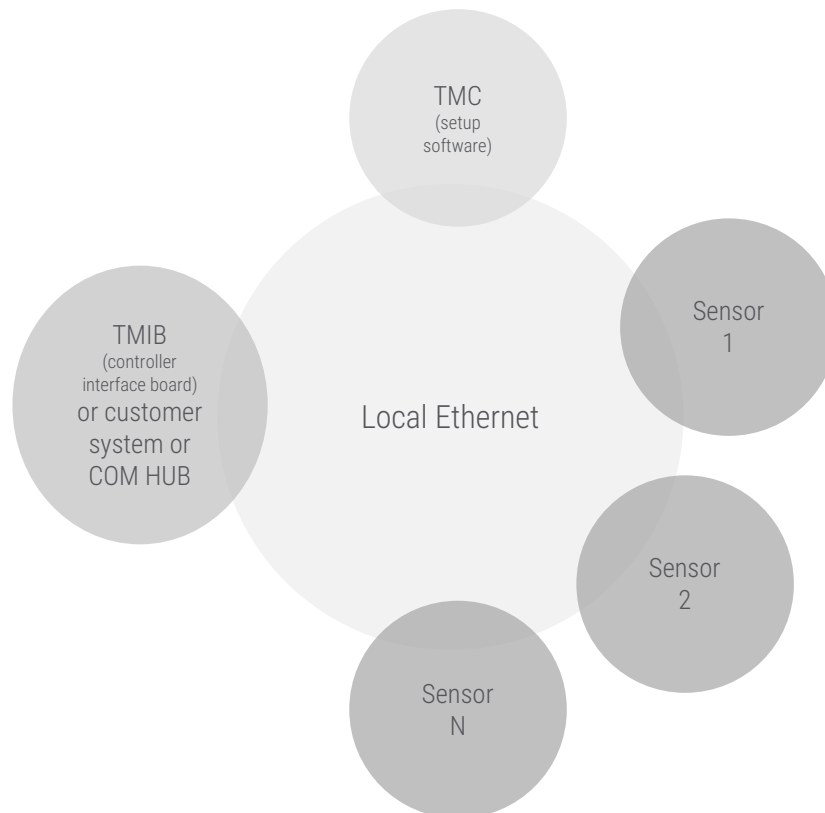 TMC
(setup
software)
Sensor
1
TMIB
(controller
interface board)
or customer
system or
COM HUB
Local Ethernet
Sensor
2
Sensor
N